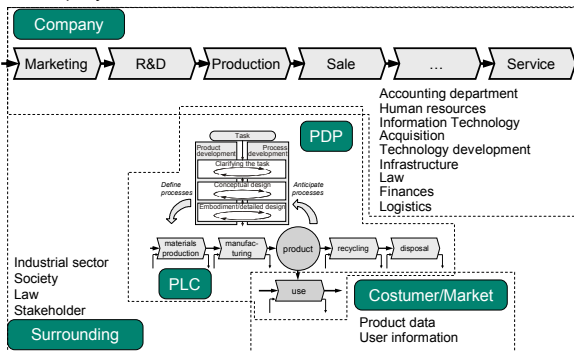 Company
Marketing
R&D
Production
Sale
…
Service
Accounting department
Human resources
Information Technology
Acquisition
Technology development
Infrastructure
Law
Finances
Logistics
PDP
Task
Product
development
Process
development
Clarifying the task
Conceptual design
Embodiment/detailed design
Define
processes
Anticipate
processes
materials
production
manufac-
turing
product
recycling
disposal
use
PLC
Industrial sector
Society
Law
Stakeholder
Surrounding
Costumer/Market
Product data
User information